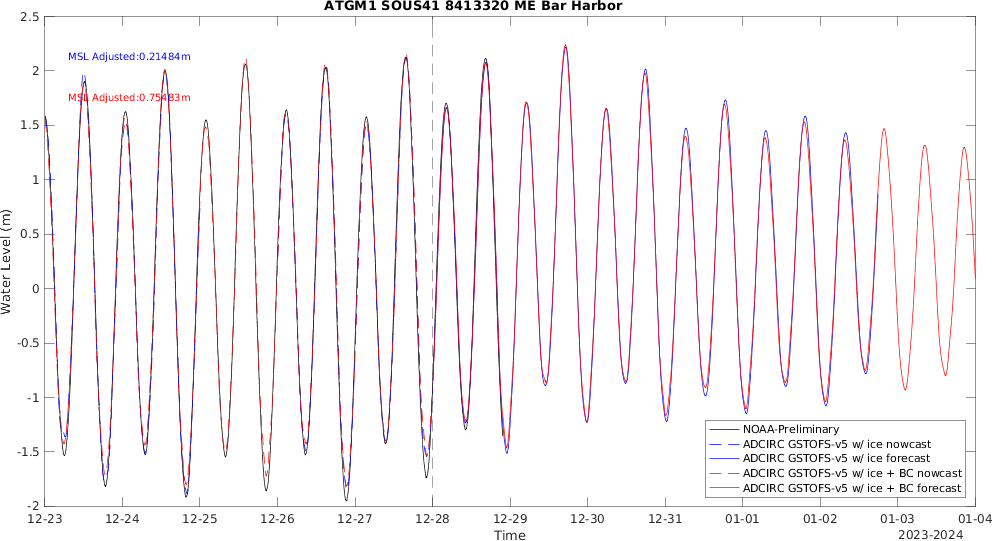 ATGM1 SOUS41 8413320 ME Bar Harbor
2.5
MSL Adjusted:0.21484m
2
MSL Adjusted:0.75483m
1.5
1
0.5
Water Level (m)
0
-0.5
-1
NOAA-Preliminary
ADCIRC GSTOFS-v5 w/ ice nowcast
-1.5
ADCIRC GSTOFS-v5 w/ ice forecast
ADCIRC GSTOFS-v5 w/ ice + BC nowcast
ADCIRC GSTOFS-v5 w/ ice + BC forecast
-2
12-23 12-24 12-25 12-26 12-27 12-28 12-29 12-30 12-31 01-01 01-02 01-03 01-04
Time
2023-2024